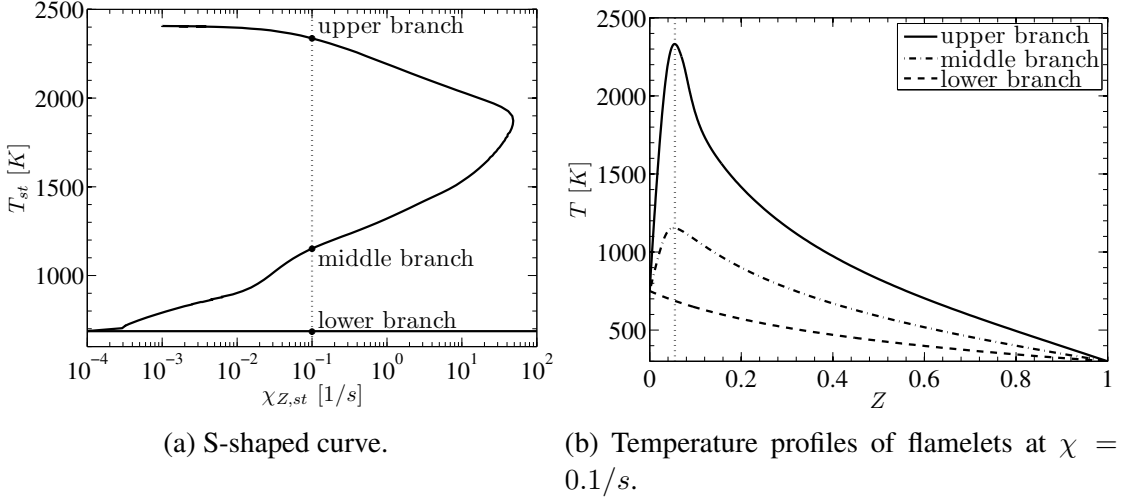 2500
2000
1500
1000
T_st [K]
upper branch
middle branch
lower branch
10^−4 10^−3 10^−2 10^−1 10^0 10^1 10^2
χ_Z,st [1/s]
(a) S-shaped curve.
2500
2000
1500
1000
500
T [K]
upper branch
middle branch
lower branch
0 0.2 0.4 0.6 0.8 1
Z
(b) Temperature profiles of flamelets at χ =
0.1/s.